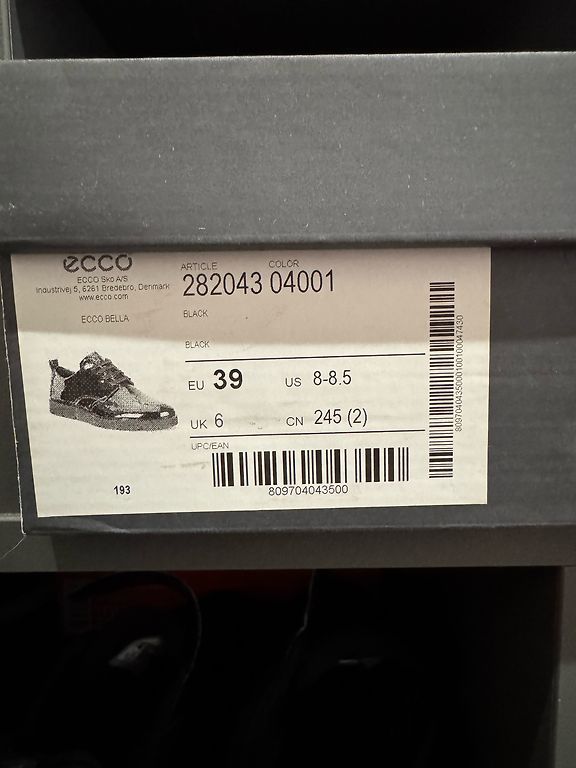 ecco
ECCO Sko A/S
Industrivej 5, 6261 Bredebro, Denmark
www.ecco.com
ECCO BELLA
193
ARTICLE COLOR
282043 04001
BLACK
BLACK
EU 39 US 8-8.5
UK 6 CN 245 (2)
UPC/EAN
809704043500